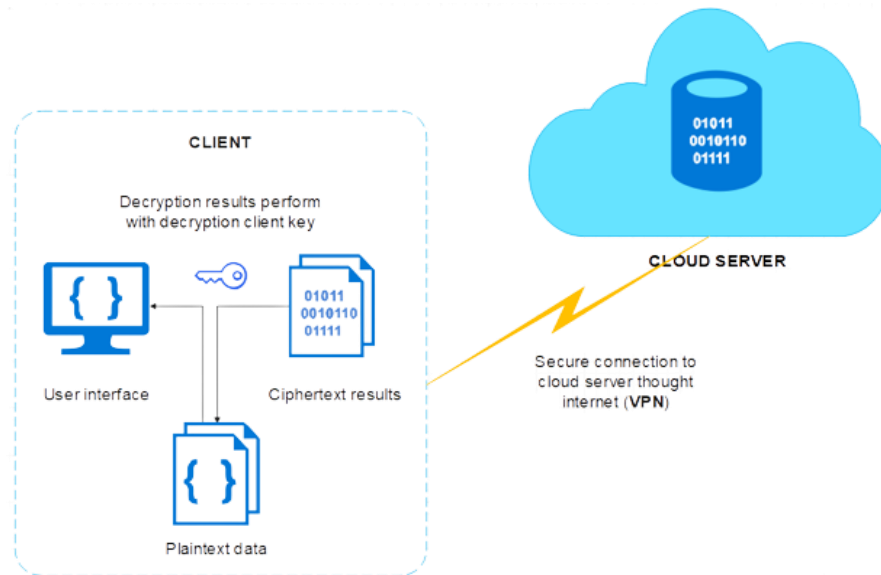 CLIENT
Decryption results perform
with decryption client key
01011
0010110
01111
User interface
Ciphertext results
Plaintext data
01011
0010110
01111
CLOUD SERVER
Secure connection to
cloud server thought
internet (VPN)